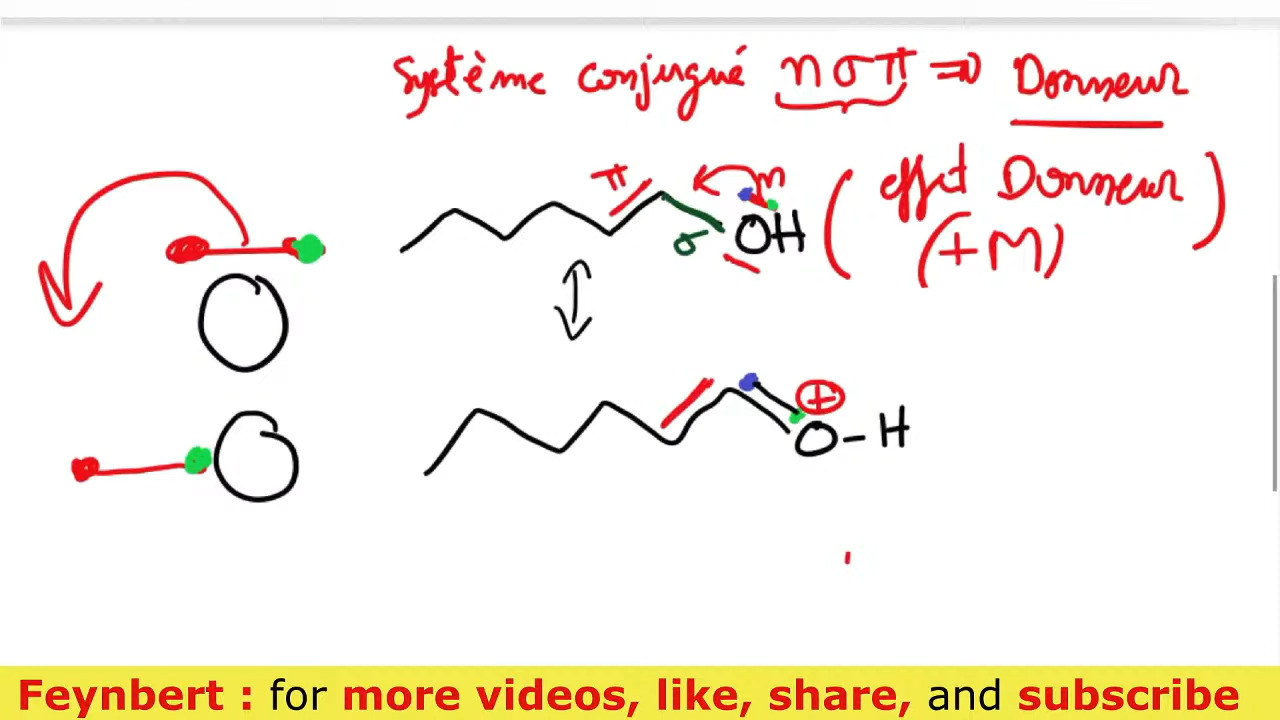 Système conjugué n σ π ⇒ Donneur
π n
σ OH (effet Donneur
(+M) )
+
O-H
Feynbert : for more videos, like, share, and subscribe